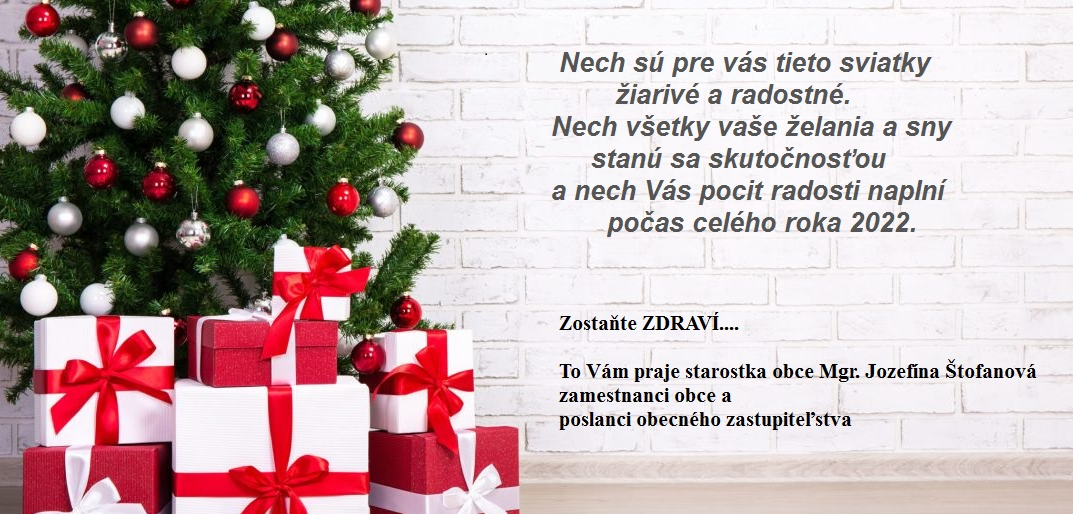 Nech sú pre vás tieto sviatky
žiarivé a radostné.
Nech všetky vaše želania a sny
stanú sa skutočnosťou
a nech Vás pocit radosti naplní
počas celého roka 2022.
Zostaňte ZDRAVÍ....
To Vám praje starostka obce Mgr. Jozefína Štofanová
zamestnanci obce a
poslanci obecného zastupiteľstva